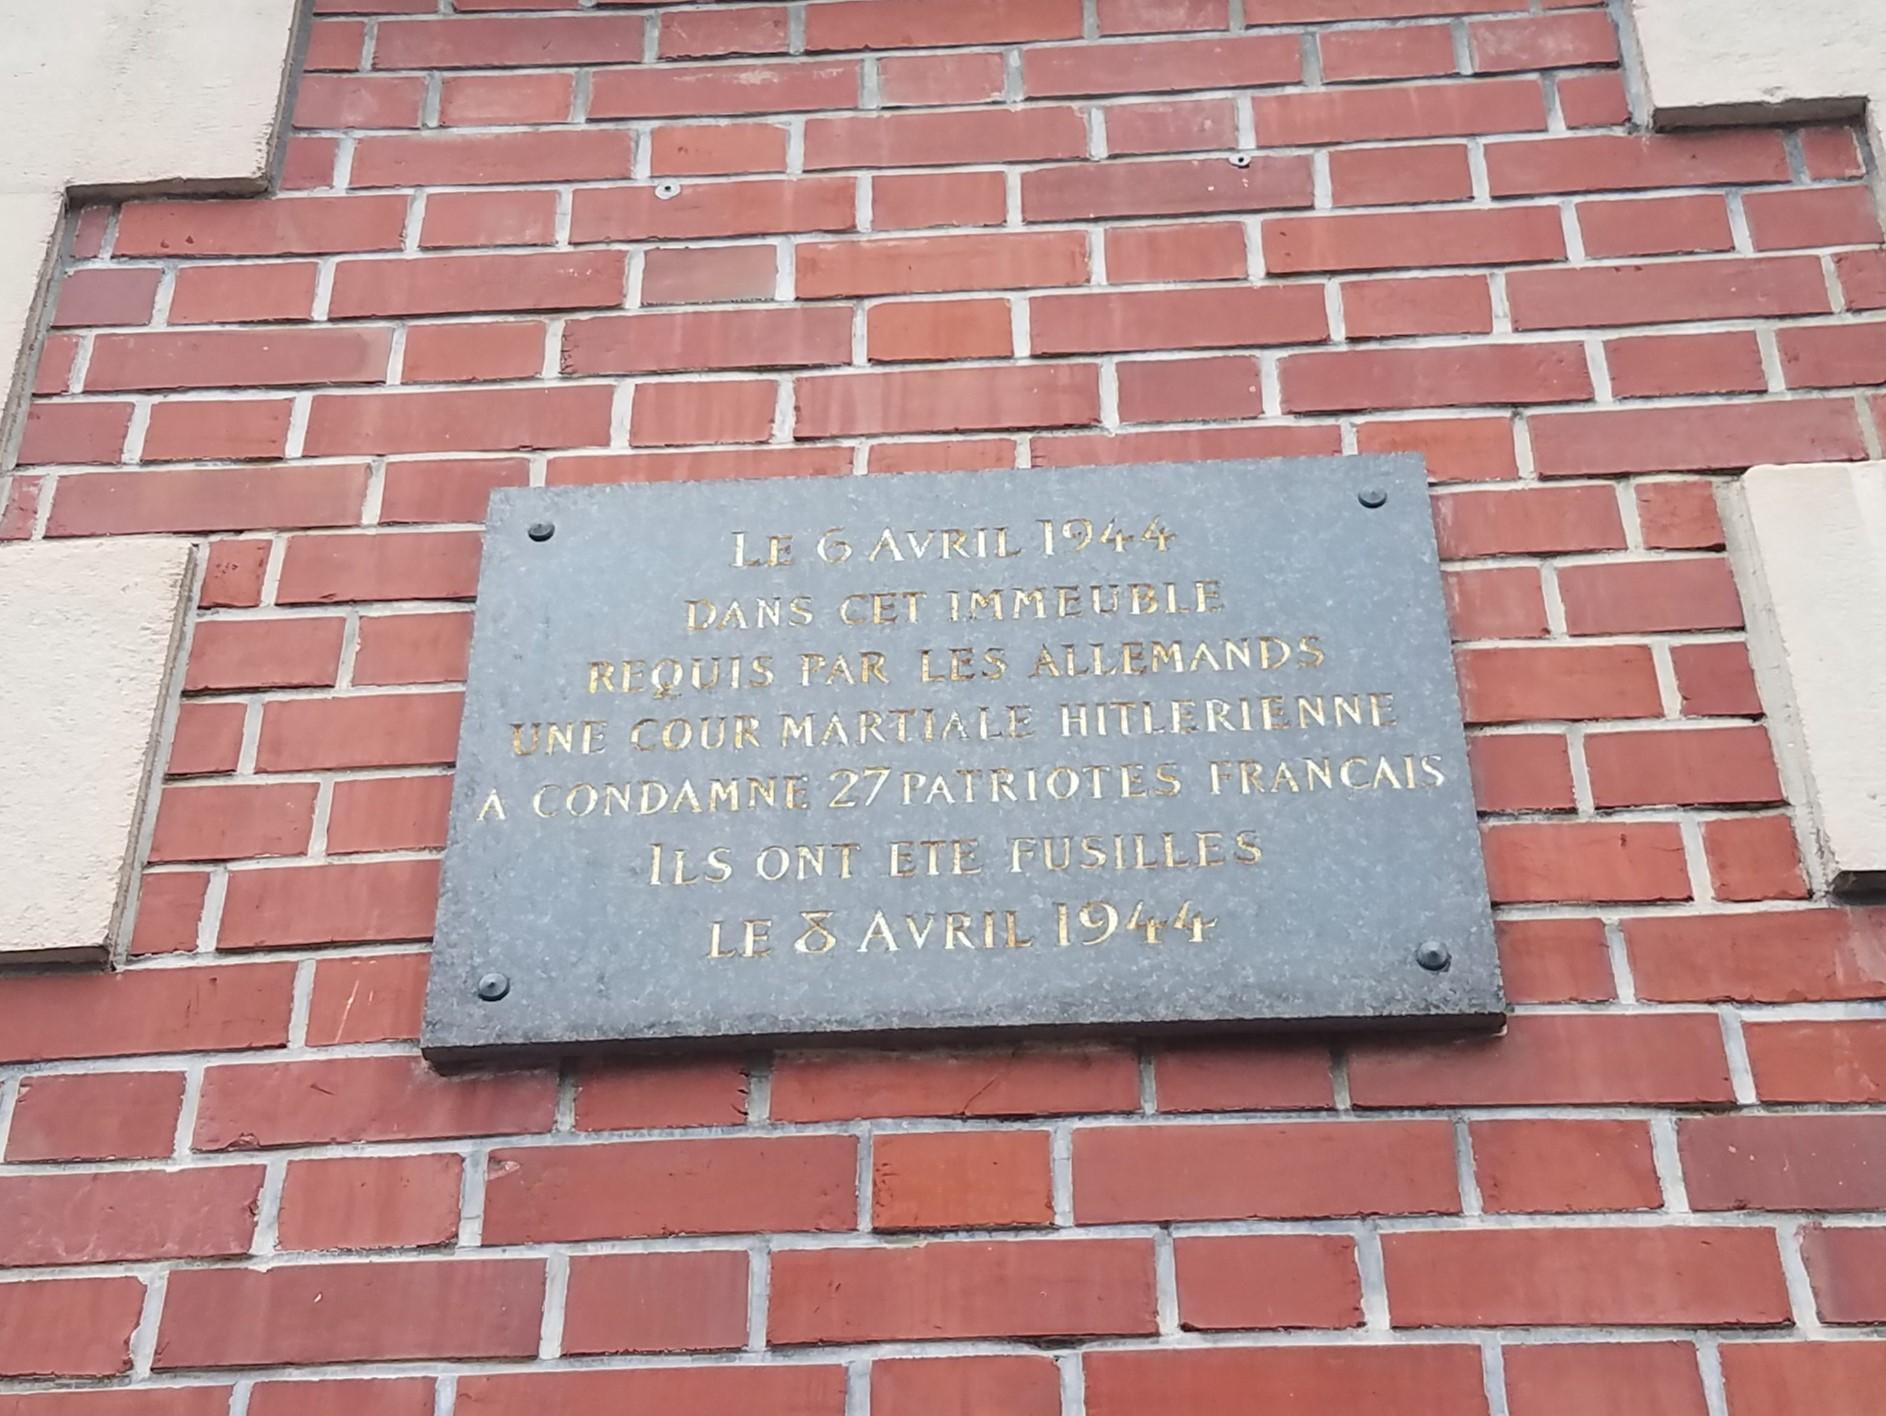 LE 6 AVRIL 1944
DANS CET IMMEUBLE
REQUIS PAR LES ALLEMANDS
UNE COUR MARTIALE HITLERIENNE
A CONDAMNE 27 PATRIOTES FRANCAIS
ILS ONT ETE FUSILLES
LE 8 AVRIL 1944